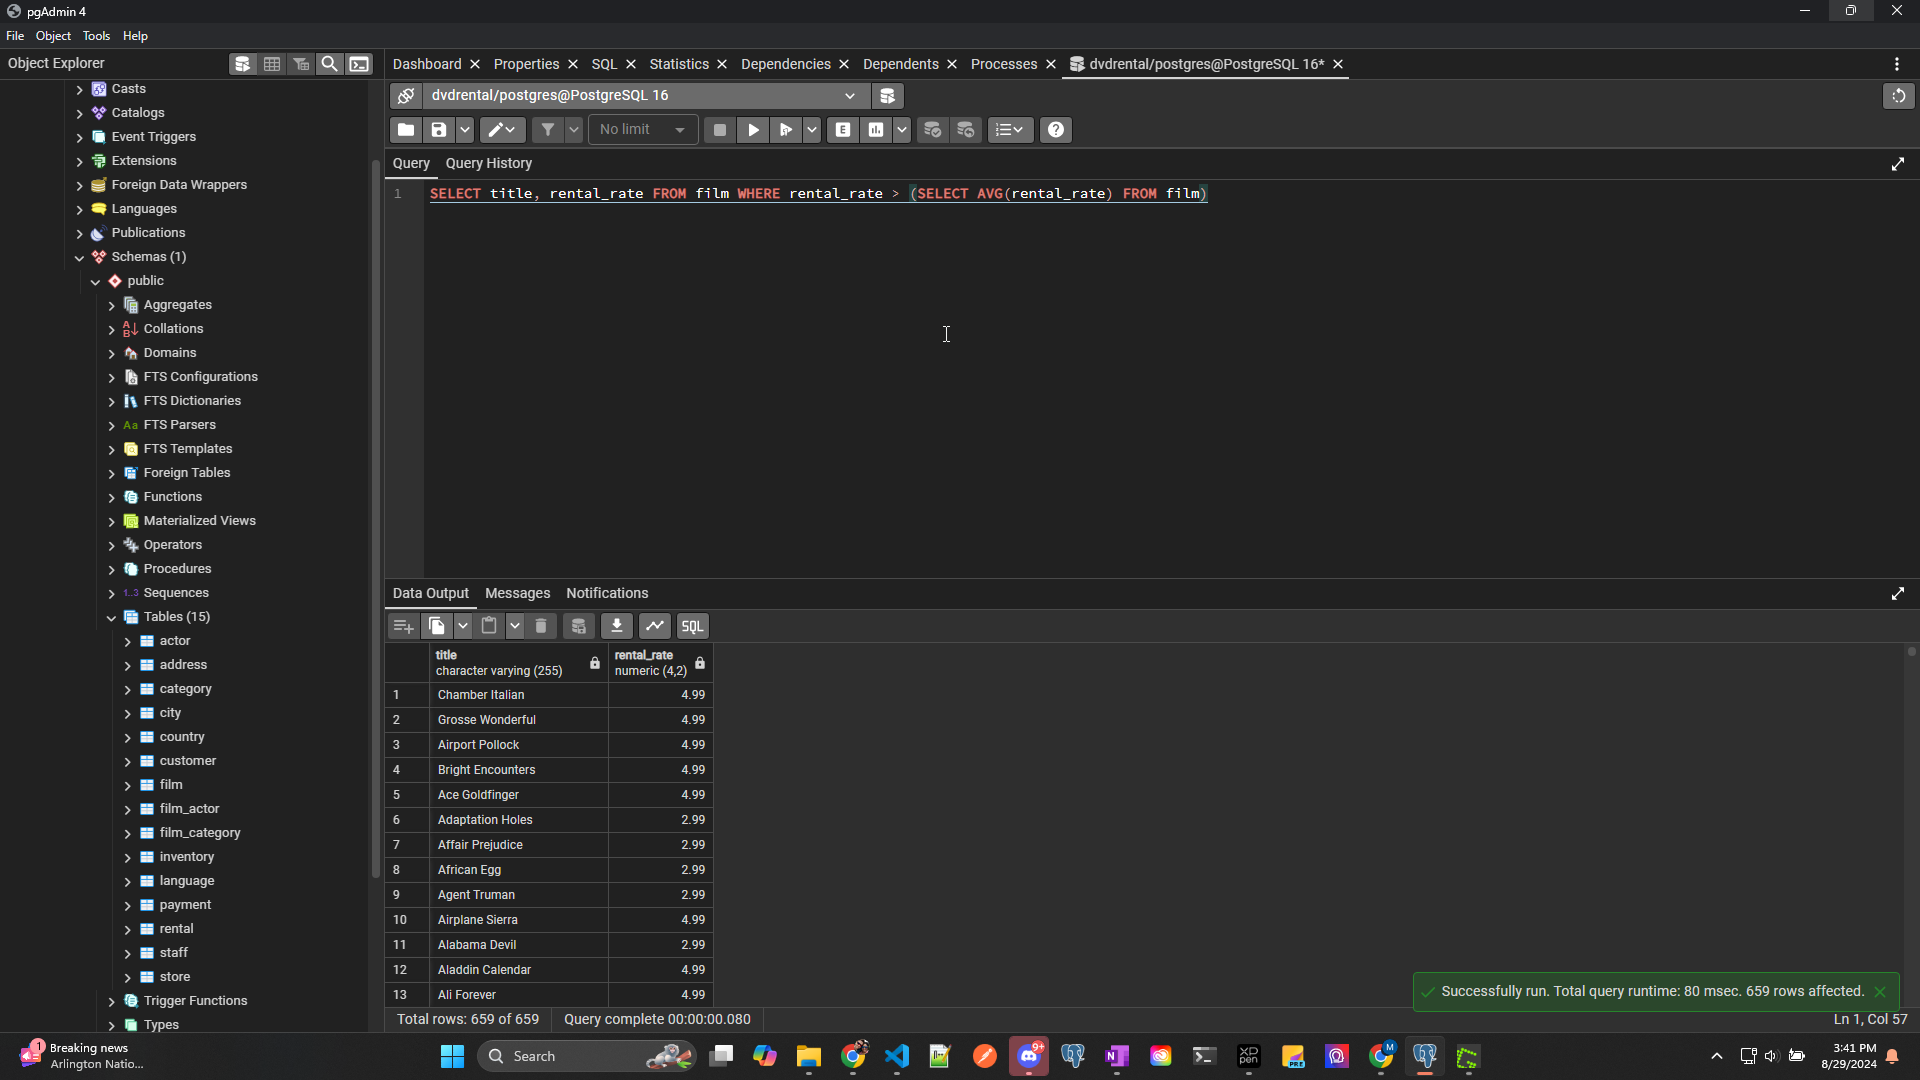 pgAdmin 4
File Object Tools Help
Object Explorer
Dashboard Properties SQL Statistics Dependencies Dependents Processes dvdrental/postgres@PostgreSQL 16*
Casts
Catalogs
Event Triggers
Extensions
Foreign Data Wrappers
Languages
Publications
Schemas (1)
public
Aggregates
Collations
Domains
FTS Configurations
FTS Dictionaries
Aa FTS Parsers
FTS Templates
Foreign Tables
Functions
Materialized Views
Operators
Procedures
1..3 Sequences
Tables (15)
actor
address
category
city
country
customer
film
film_actor
film_category
inventory
language
payment
rental
staff
store
Trigger Functions
Types
dvdrental/postgres@PostgreSQL 16
No limit
E
Query Query History
1 SELECT title, rental_rate FROM film WHERE rental_rate > (SELECT AVG(rental_rate) FROM film)
Data Output Messages Notifications
SQL
title
character varying (255)
rental_rate
numeric (4,2)
1 Chamber Italian 4.99
2 Grosse Wonderful 4.99
3 Airport Pollock 4.99
4 Bright Encounters 4.99
5 Ace Goldfinger 4.99
6 Adaptation Holes 2.99
7 Affair Prejudice 2.99
8 African Egg 2.99
9 Agent Truman 2.99
10 Airplane Sierra 4.99
11 Alabama Devil 2.99
12 Aladdin Calendar 4.99
13 Ali Forever 4.99
Successfully run. Total query runtime: 80 msec. 659 rows affected.
Total rows: 659 of 659 Query complete 00:00:00.080 Ln 1, Col 57
1
Breaking news
Arlington Natio...
Search
9+
XP
pen
PRE
M
3:41 PM
8/29/2024